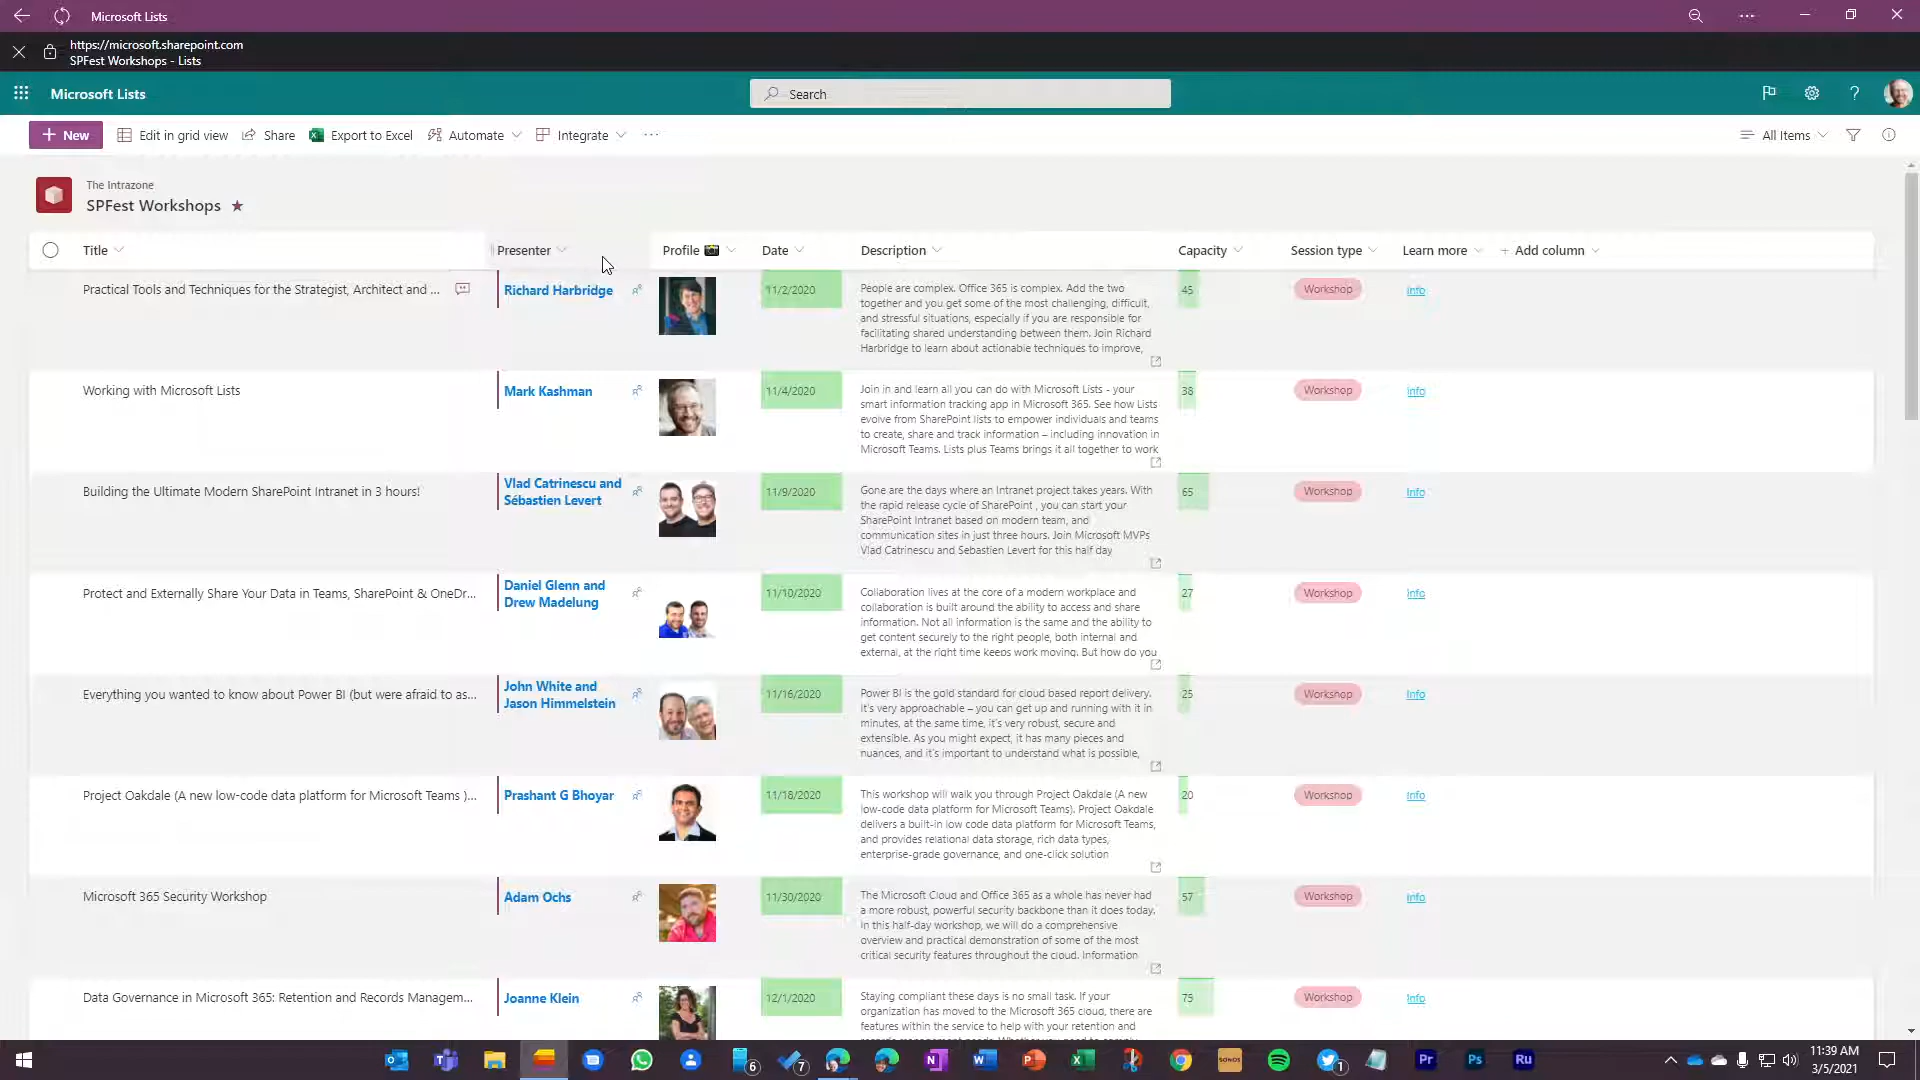 Microsoft Lists
https://microsoft.sharepoint.com
SPFest Workshops - Lists
Microsoft Lists
Search
New
Edit in grid view
Share
Export to Excel
Automate
Integrate
All Items
The Intrazone
SPFest Workshops
Title
Presenter
Profile
Date
Description
Capacity
Session type
Learn more
+ Add column
Practical Tools and Techniques for the Strategist, Architect and ...
Richard Harbridge
11/2/2020
People are complex. Office 365 is complex. Add the two
together and you get some of the most challenging, difficult,
and stressful situations, especially if you are responsible for
facilitating shared understanding between them. Join Richard
Harbridge to learn about actionable techniques to improve,
45
Workshop
Info
Working with Microsoft Lists
Mark Kashman
11/4/2020
Join in and learn all you can do with Microsoft Lists - your
smart information tracking app in Microsoft 365. See how Lists
evolve from SharePoint lists to empower individuals and teams
to create, share and track information – including innovation in
Microsoft Teams. Lists plus Teams brings it all together to work
38
Workshop
Info
Building the Ultimate Modern SharePoint Intranet in 3 hours!
Vlad Catrinescu and
Sébastien Levert
11/9/2020
Gone are the days where an Intranet project takes years. With
the rapid release cycle of SharePoint , you can start your
SharePoint Intranet based on modern team, and
communication sites in just three hours. Join Microsoft MVPs
Vlad Catrinescu and Sebastien Levert for this half day
65
Workshop
Info
Protect and Externally Share Your Data in Teams, SharePoint & OneDr...
Daniel Glenn and
Drew Madelung
11/10/2020
Collaboration lives at the core of a modern workplace and
collaboration is built around the ability to access and share
information. Not all information is the same and the ability to
get content securely to the right people, both internal and
external, at the right time keeps work moving. But how do you
27
Workshop
Info
Everything you wanted to know about Power BI (but were afraid to as...
John White and
Jason Himmelstein
11/16/2020
Power BI is the gold standard for cloud based report delivery.
It's very approachable – you can get up and running with it in
minutes, at the same time, it's very robust, secure and
extensible. As you might expect, it has many pieces and
nuances, and it's important to understand what is possible,
25
Workshop
Info
Project Oakdale (A new low-code data platform for Microsoft Teams )...
Prashant G Bhoyar
11/18/2020
This workshop will walk you through Project Oakdale (A new
low-code data platform for Microsoft Teams). Project Oakdale
delivers a built-in low code data platform for Microsoft Teams,
and provides relational data storage, rich data types,
enterprise-grade governance, and one-click solution
20
Workshop
Info
Microsoft 365 Security Workshop
Adam Ochs
11/30/2020
The Microsoft Cloud and Office 365 as a whole has never had
a more robust, powerful security backbone than it does today.
In this half-day workshop, we will do a comprehensive
overview and practical demonstration of some of the most
critical security features throughout the cloud. Information
57
Workshop
Info
Data Governance in Microsoft 365: Retention and Records Managem...
Joanne Klein
12/1/2020
Staying compliant these days is no small task. If your
organization has moved to the Microsoft 365 cloud, there are
features within the service to help with your retention and
75
Workshop
Info
6
7
SONOS
1
Pr
Ps
Ru
11:39 AM
3/5/2021